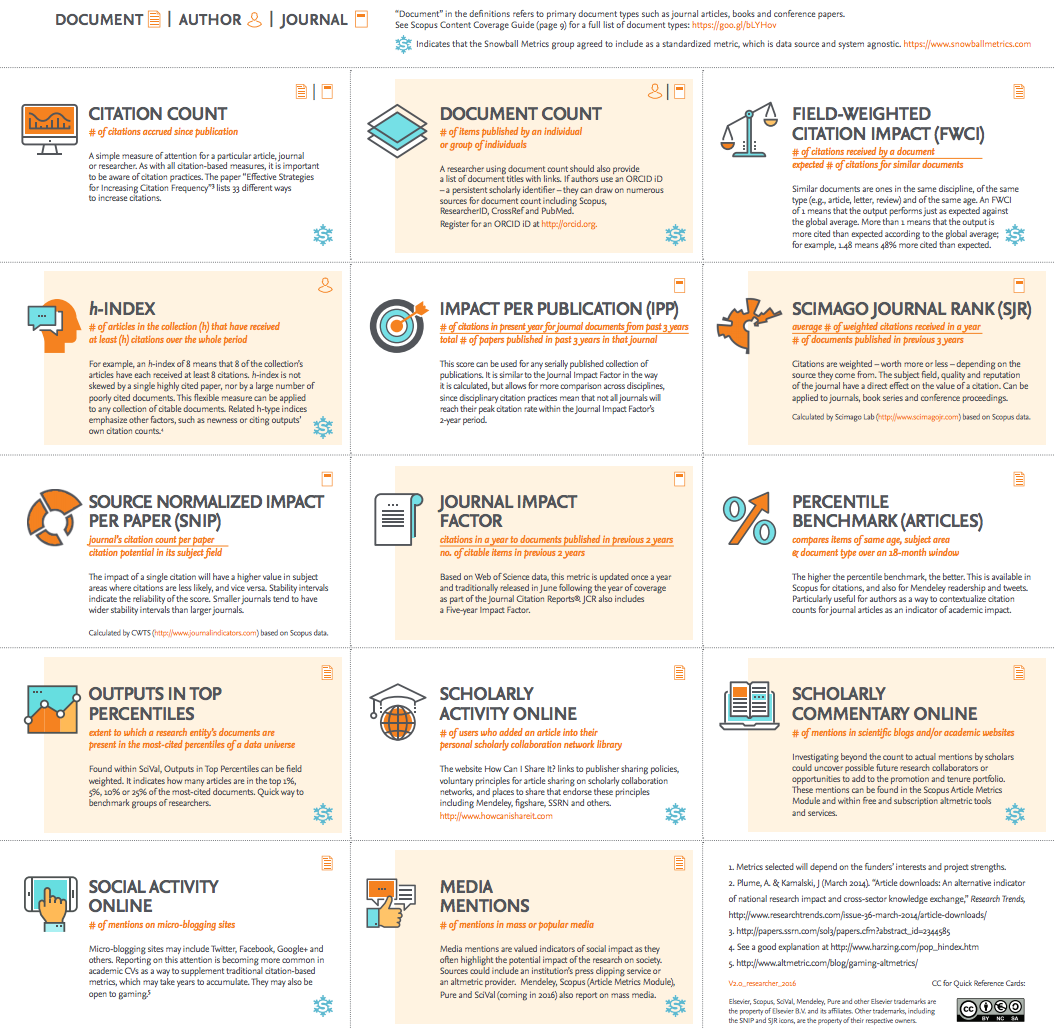 DOCUMENT | AUTHOR | JOURNAL
“Document” in the definitions refers to primary document types such as journal articles, books and conference papers.
See Scopus Content Coverage Guide (page 9) for a full list of document types: https://goo.gl/bLYHov
Indicates that the Snowball Metrics group agreed to include as a standardized metric, which is data source and system agnostic. https://www.snowballmetrics.com
CITATION COUNT
# of citations accrued since publication
A simple measure of attention for a particular article, journal
or researcher. As with all citation-based measures, it is important
to be aware of citation practices. The paper “Effective Strategies
for Increasing Citation Frequency”³ lists 33 different ways
to increase citations.
DOCUMENT COUNT
# of items published by an individual
or group of individuals
A researcher using document count should also provide
a list of document titles with links. If authors use an ORCID iD
– a persistent scholarly identifier – they can draw on numerous
sources for document count including Scopus,
ResearcherID, CrossRef and PubMed.
Register for an ORCID iD at http://orcid.org.
FIELD-WEIGHTED
CITATION IMPACT (FWCI)
# of citations received by a document
expected # of citations for similar documents
Similar documents are ones in the same discipline, of the same
type (e.g., article, letter, review) and of the same age. An FWCI
of 1 means that the output performs just as expected against
the global average. More than 1 means that the output is
more cited than expected according to the global average;
for example, 1.48 means 48% more cited than expected.
h-INDEX
# of articles in the collection (h) that have received
at least (h) citations over the whole period
For example, an h-index of 8 means that 8 of the collection’s
articles have each received at least 8 citations. h-index is not
skewed by a single highly cited paper, nor by a large number of
poorly cited documents. This flexible measure can be applied
to any collection of citable documents. Related h-type indices
emphasize other factors, such as newness or citing outputs’
own citation counts.⁴
IMPACT PER PUBLICATION (IPP)
# of citations in present year for journal documents from past 3 years
total # of papers published in past 3 years in that journal
This score can be used for any serially published collection of
publications. It is similar to the Journal Impact Factor in the way
it is calculated, but allows for more comparison across disciplines,
since disciplinary citation practices mean that not all journals will
reach their peak citation rate within the Journal Impact Factor’s
2-year period.
SCIMAGO JOURNAL RANK (SJR)
average # of weighted citations received in a year
# of documents published in previous 3 years
Citations are weighted – worth more or less – depending on the
source they come from. The subject field, quality and reputation
of the journal have a direct effect on the value of a citation. Can be
applied to journals, book series and conference proceedings.
Calculated by Scimago Lab (http://www.scimagojr.com) based on Scopus data.
SOURCE NORMALIZED IMPACT
PER PAPER (SNIP)
journal’s citation count per paper
citation potential in its subject field
The impact of a single citation will have a higher value in subject
areas where citations are less likely, and vice versa. Stability intervals
indicate the reliability of the score. Smaller journals tend to have
wider stability intervals than larger journals.
Calculated by CWTS (http://www.journalindicators.com) based on Scopus data.
JOURNAL IMPACT
FACTOR
citations in a year to documents published in previous 2 years
no. of citable items in previous 2 years
Based on Web of Science data, this metric is updated once a year
and traditionally released in June following the year of coverage
as part of the Journal Citation Reports® JCR also includes
a Five-year Impact Factor.
PERCENTILE
BENCHMARK (ARTICLES)
compares items of same age, subject area
& document type over an 18-month window
The higher the percentile benchmark, the better. This is available in
Scopus for citations, and also for Mendeley readership and tweets.
Particularly useful for authors as a way to contextualize citation
counts for journal articles as an indicator of academic impact.
OUTPUTS IN TOP
PERCENTILES
extent to which a research entity’s documents are
present in the most-cited percentiles of a data universe
Found within SciVal, Outputs in Top Percentiles can be field
weighted. It indicates how many articles are in the top 1%,
5%, 10% or 25% of the most-cited documents. Quick way to
benchmark groups of researchers.
SCHOLARLY
ACTIVITY ONLINE
# of users who added an article into their
personal scholarly collaboration network library
The website How Can I Share It? links to publisher sharing policies,
voluntary principles for article sharing on scholarly collaboration
networks, and places to share that endorse these principles
including Mendeley, figshare, SSRN and others.
http://www.howcanishareit.com
SCHOLARLY
COMMENTARY ONLINE
# of mentions in scientific blogs and/or academic websites
Investigating beyond the count to actual mentions by scholars
could uncover possible future research collaborators or
opportunities to add to the promotion and tenure portfolio.
These mentions can be found in the Scopus Article Metrics
Module and within free and subscription altmetric tools
and services.
SOCIAL ACTIVITY
ONLINE
# of mentions on micro-blogging sites
Micro-blogging sites may include Twitter, Facebook, Google+ and
others. Reporting on this attention is becoming more common in
academic CVs as a way to supplement traditional citation-based
metrics, which may take years to accumulate. They may also be
open to gaming.⁵
MEDIA
MENTIONS
# of mentions in mass or popular media
Media mentions are valued indicators of social impact as they
often highlight the potential impact of the research on society.
Sources could include an institution’s press clipping service or
an altmetric provider. Mendeley, Scopus (Article Metrics Module),
Pure and SciVal (coming in 2016) also report on mass media.
1. Metrics selected will depend on the funders’ interests and project strengths.
2. Plume, A. & Kamalski, J (March 2014). “Article downloads: An alternative indicator
of national research impact and cross-sector knowledge exchange,” Research Trends,
http://www.researchtrends.com/issue-36-march-2014/article-downloads/
3. http://papers.ssrn.com/sol3/papers.cfm?abstract_id=2344585
4. See a good explanation at http://www.harzing.com/pop_hindex.htm
5. http://www.altmetric.com/blog/gaming-altmetrics/
V2.0_researcher_2016
CC for Quick Reference Cards:
Elsevier, Scopus, SciVal, Mendeley, Pure and other Elsevier trademarks are
the property of Elsevier B.V. and its affiliates. Other trademarks, including
the SNIP and SJR icons, are the property of their respective owners.
CC BY NC SA